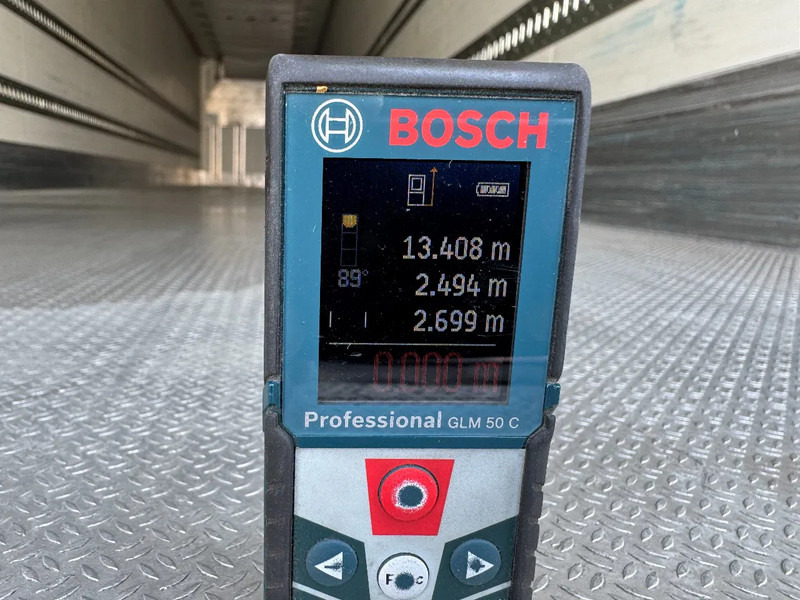 BOSCH
13.408 m
89°
2.494 m
2.699 m
0.000 m
Professional GLM 50 C